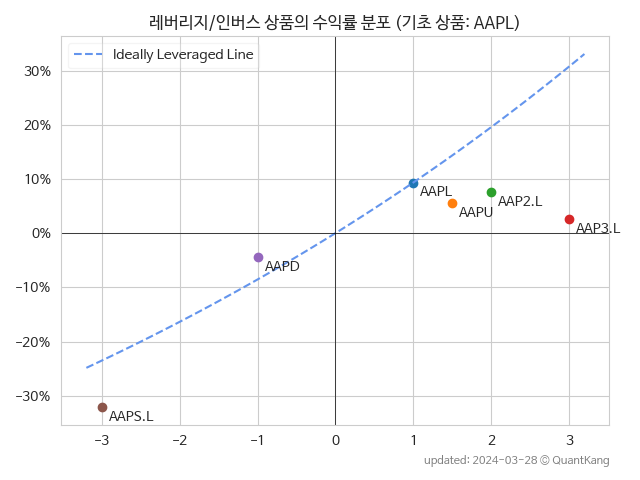 레버리지/인버스 상품의 수익률 분포 (기초 상품: AAPL)
Ideally Leveraged Line
30%
20%
10%
0%
−10%
−20%
−30%
AAPL
AAPU
AAP2.L
AAP3.L
AAPD
AAPS.L
−3
−2
−1
0
1
2
3
updated: 2024-03-28 © QuantKang